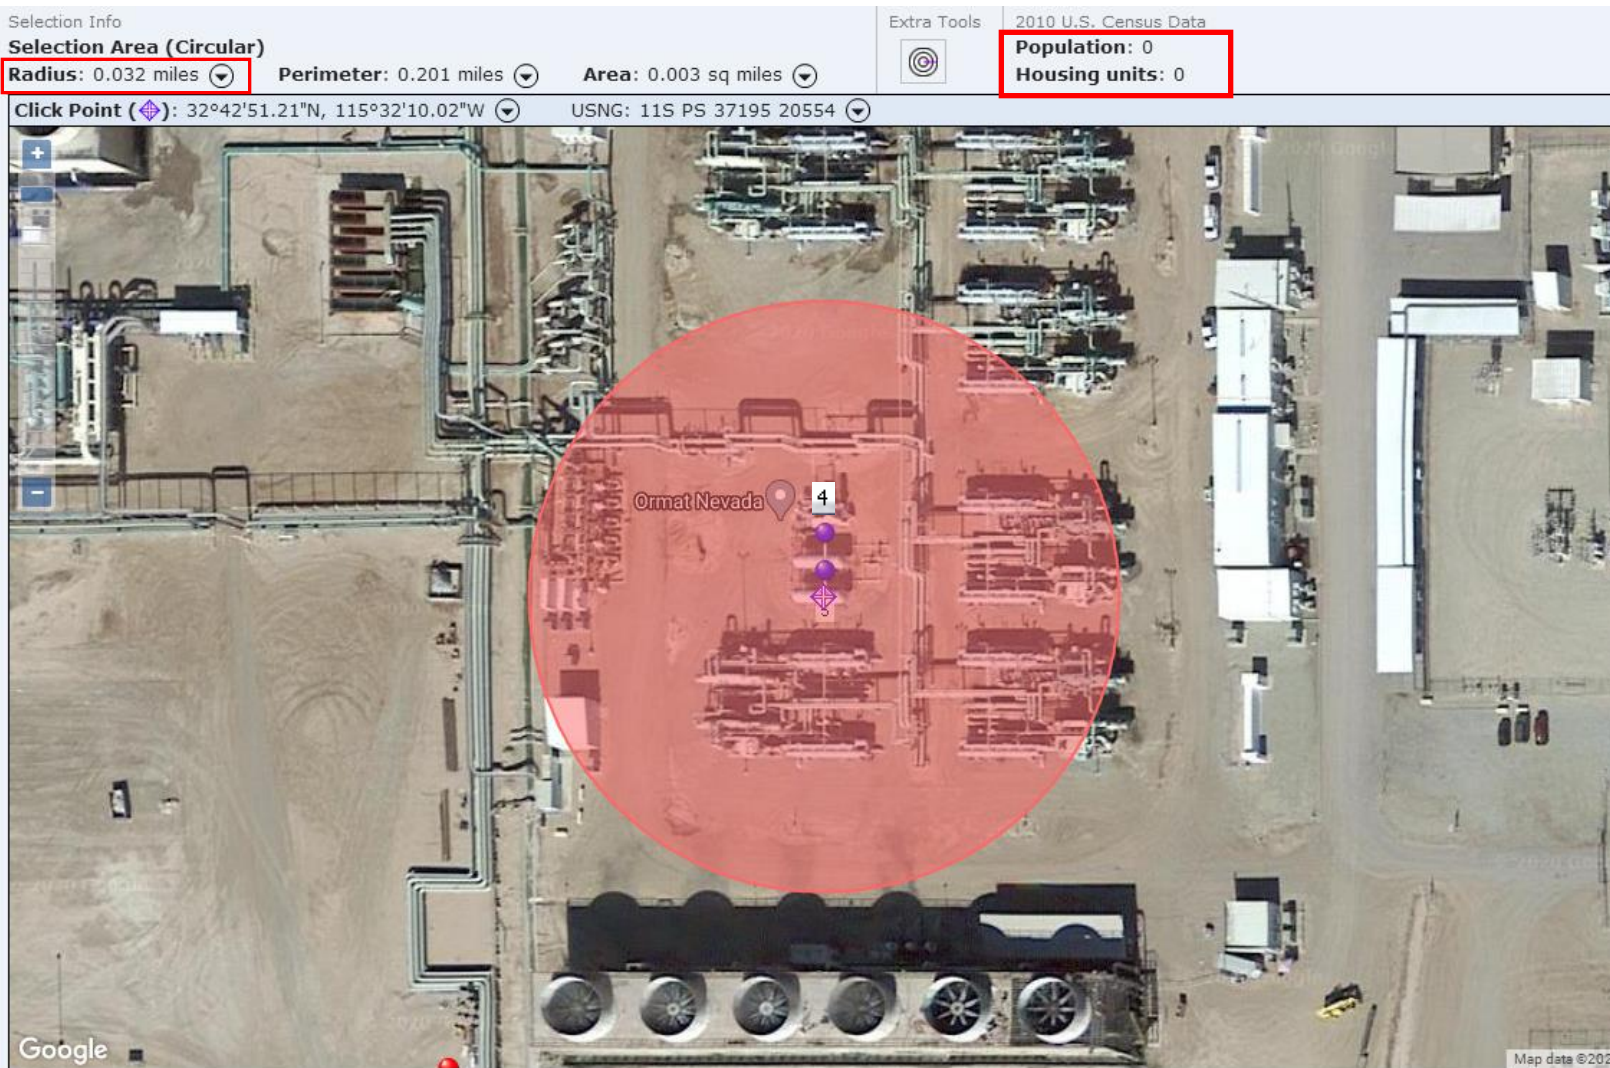 Selection Info
Selection Area (Circular)
Radius: 0.032 miles
Perimeter: 0.201 miles
Area: 0.003 sq miles
Extra Tools
2010 U.S. Census Data
Population: 0
Housing units: 0
Click Point ( ): 32°42'51.21"N, 115°32'10.02"W
USNG: 11S PS 37195 20554
Ormat Nevada
4
Google
Map data ©202